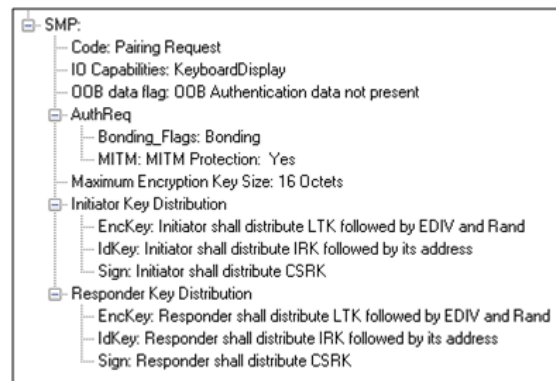 SMP:
Code: Pairing Request
IO Capabilities: KeyboardDisplay
OOB data flag: OOB Authentication data not present
AuthReq
Bonding_Flags: Bonding
MITM: MITM Protection: Yes
Maximum Encryption Key Size: 16 Octets
Initiator Key Distribution
EncKey: Initiator shall distribute LTK followed by EDIV and Rand
IdKey: Initiator shall distribute IRK followed by its address
Sign: Initiator shall distribute CSRK
Responder Key Distribution
EncKey: Responder shall distribute LTK followed by EDIV and Rand
IdKey: Responder shall distribute IRK followed by its address
Sign: Responder shall distribute CSRK